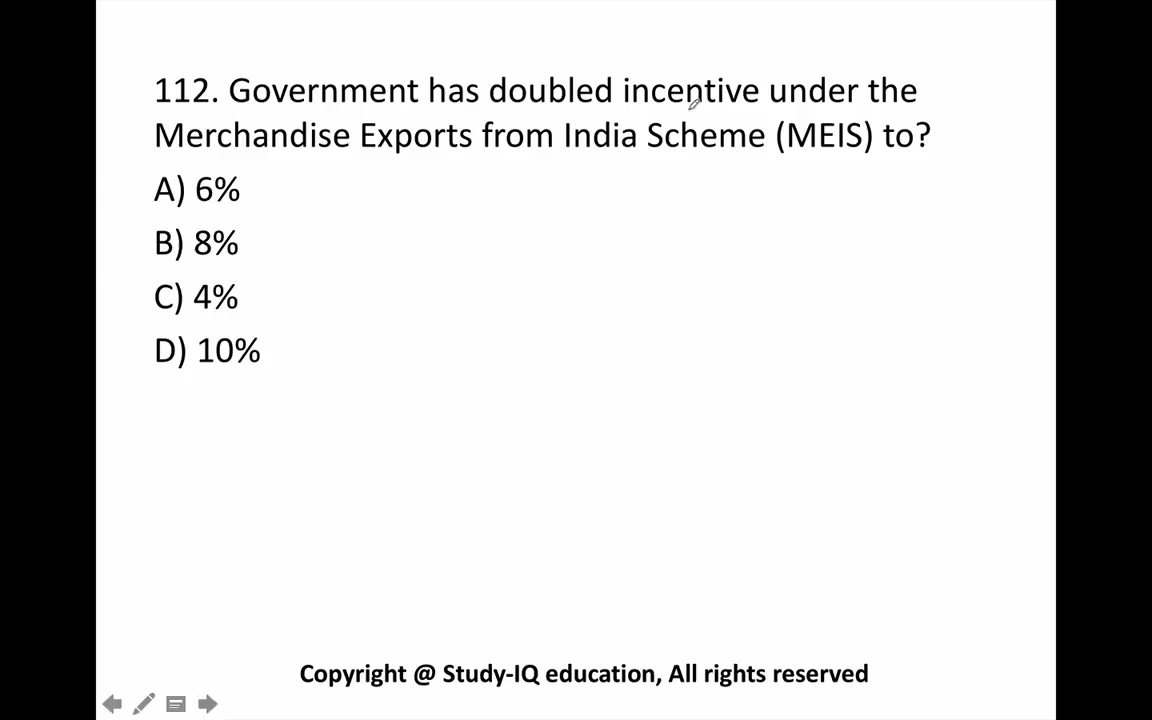 112. Government has doubled incentive under the
Merchandise Exports from India Scheme (MEIS) to?
A) 6%
B) 8%
C) 4%
D) 10%
Copyright @ Study-IQ education, All rights reserved